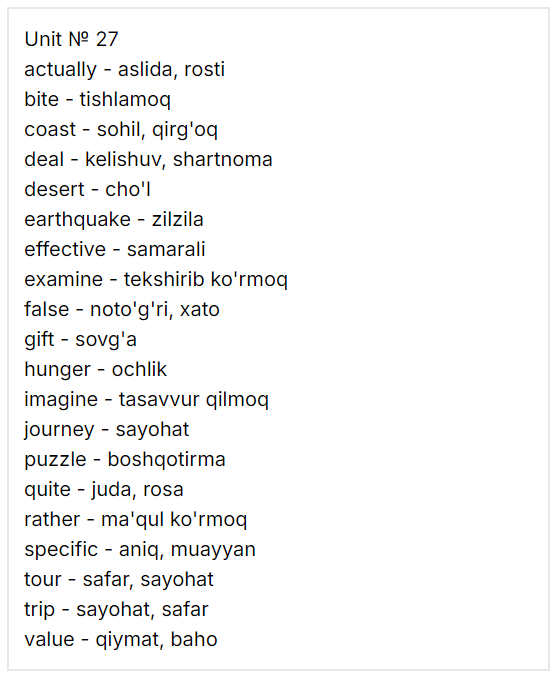 Unit № 27
actually - aslida, rosti
bite - tishlamoq
coast - sohil, qirg'oq
deal - kelishuv, shartnoma
desert - cho'l
earthquake - zilzila
effective - samarali
examine - tekshirib ko'rmoq
false - noto'g'ri, xato
gift - sovg'a
hunger - ochlik
imagine - tasavvur qilmoq
journey - sayohat
puzzle - boshqotirma
quite - juda, rosa
rather - ma'qul ko'rmoq
specific - aniq, muayyan
tour - safar, sayohat
trip - sayohat, safar
value - qiymat, baho